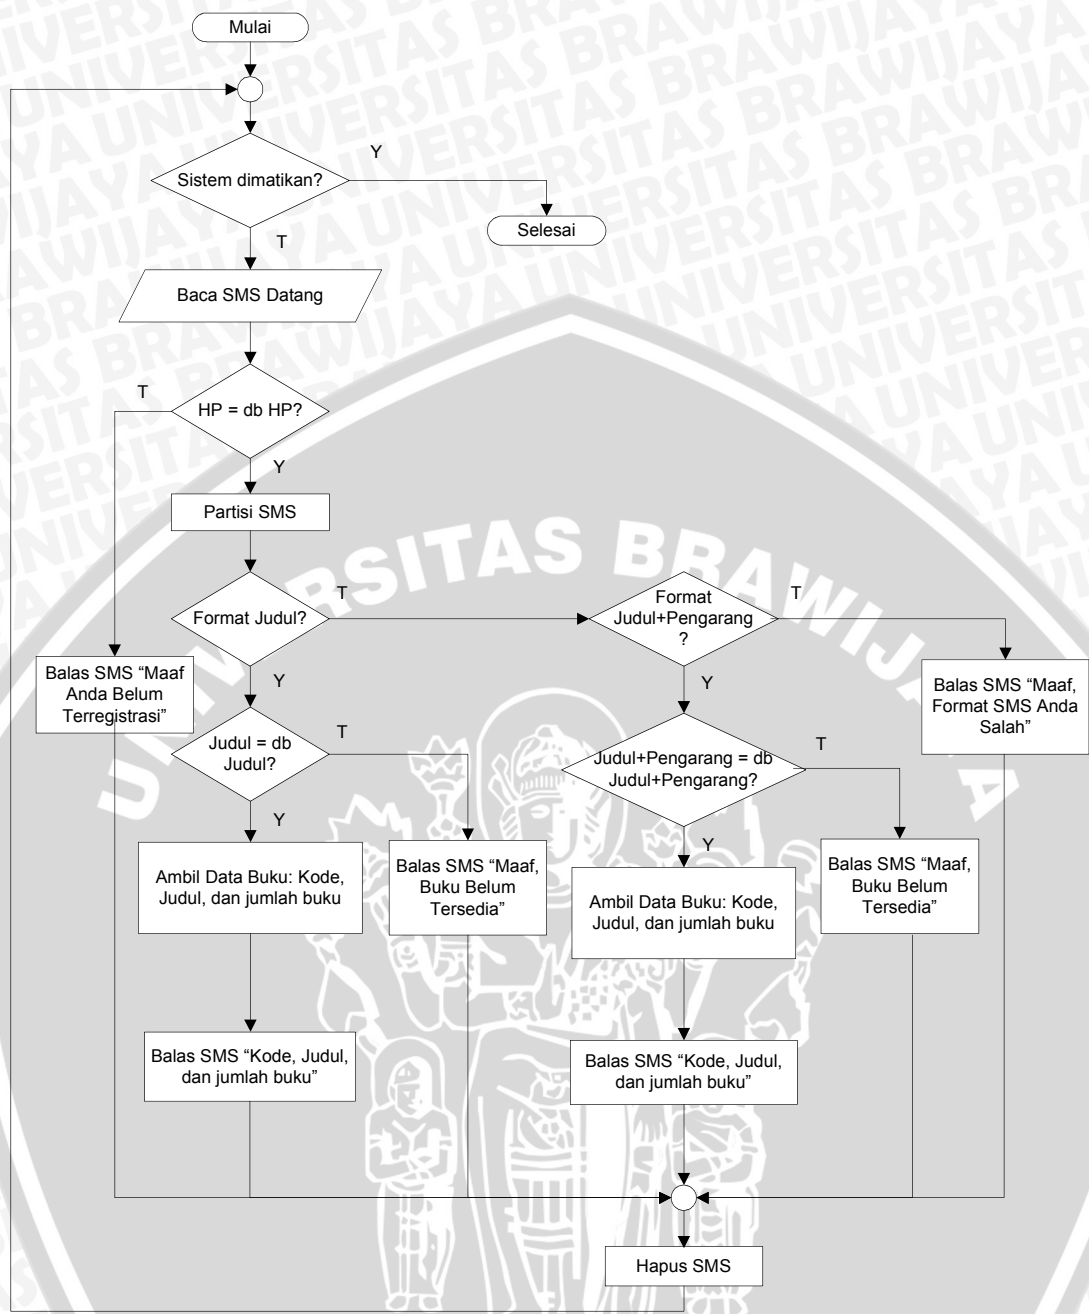 Mulai
Y
Sistem dimatikan?
Selesai
T
Baca SMS Datang
T
HP = db HP?
Y
Partisi SMS
Format Judul?
T
Format
Judul+Pengarang
?
T
Balas SMS “Maaf
Anda Belum
Terregistrasi”
Y
Y
Balas SMS “Maaf,
Format SMS Anda
Salah”
Judul = db
Judul?
T
Judul+Pengarang = db
Judul+Pengarang?
T
Y
Y
Ambil Data Buku: Kode,
Judul, dan jumlah buku
Balas SMS “Maaf,
Buku Belum
Tersedia”
Ambil Data Buku: Kode,
Judul, dan jumlah buku
Balas SMS “Maaf,
Buku Belum
Tersedia”
Balas SMS “Kode, Judul,
dan jumlah buku”
Balas SMS “Kode, Judul,
dan jumlah buku”
Hapus SMS